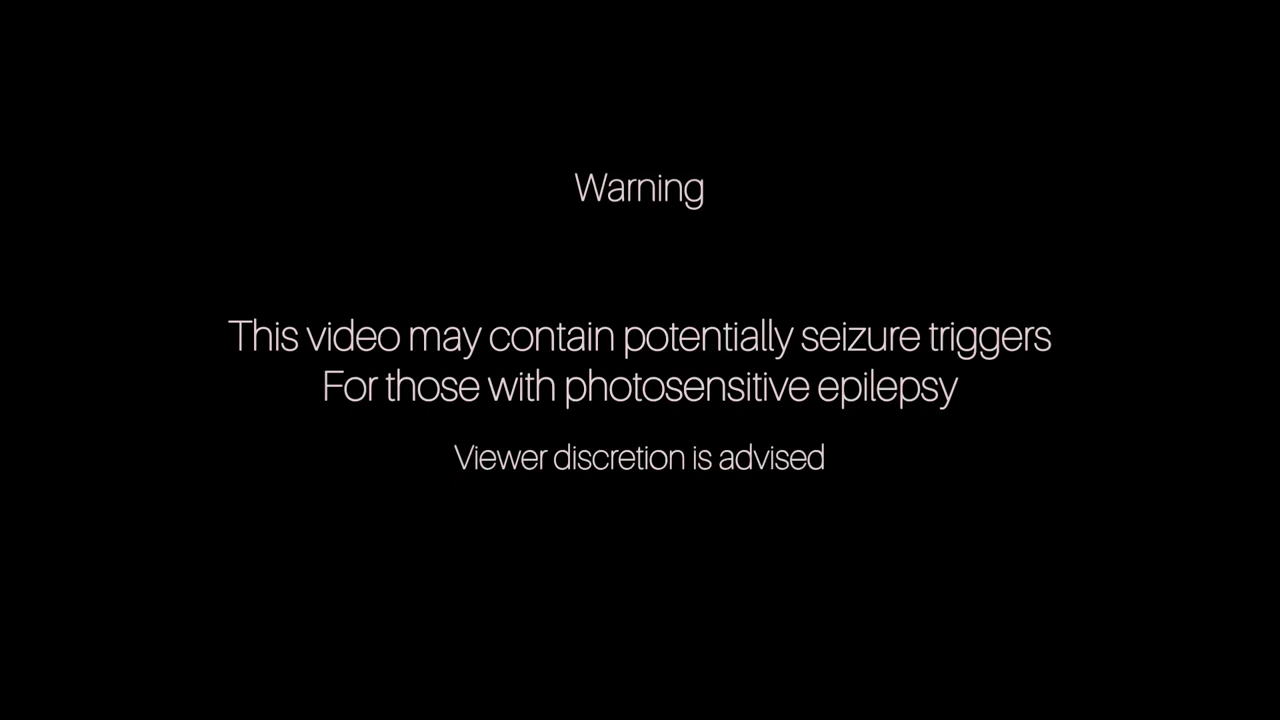 Warning
This video may contain potentially seizure triggers
For those with photosensitive epilepsy
Viewer discretion is advised